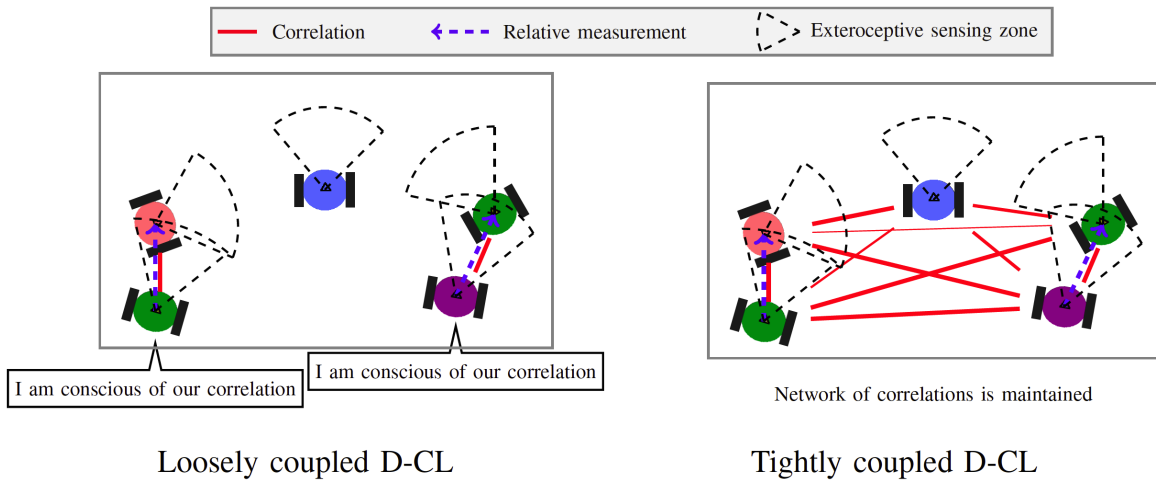 Correlation
Relative measurement
Exteroceptive sensing zone
I am conscious of our correlation
I am conscious of our correlation
Network of correlations is maintained
Loosely coupled D-CL
Tightly coupled D-CL